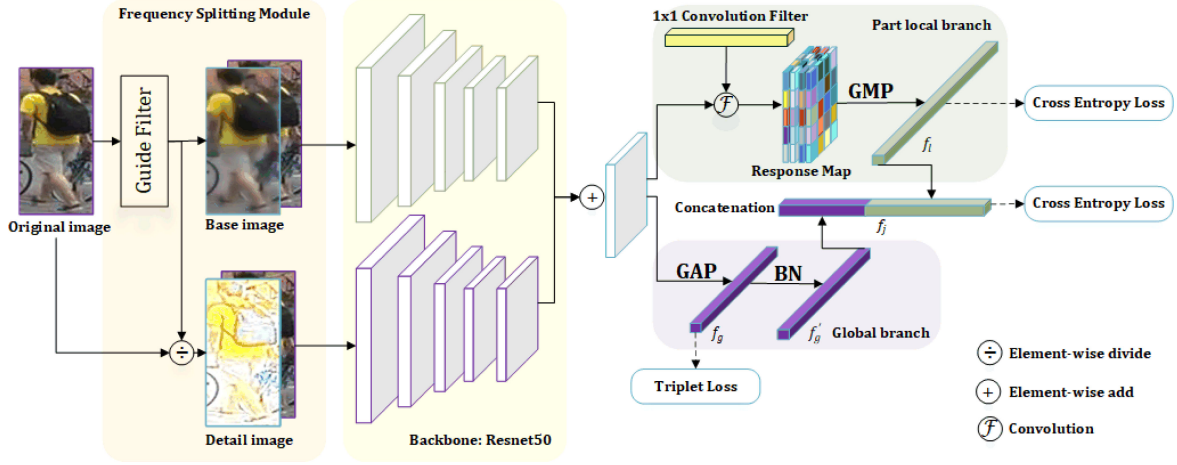 Frequency Splitting Module
Guide Filter
Original image
Base image
Detail image
÷
Backbone: Resnet50
+
1x1 Convolution Filter
Part local branch
ℱ
GMP
Response Map
f_l
Cross Entropy Loss
Concatenation
f_j
Cross Entropy Loss
GAP
BN
f_g
f_g'
Global branch
Triplet Loss
÷ Element-wise divide
+ Element-wise add
ℱ Convolution